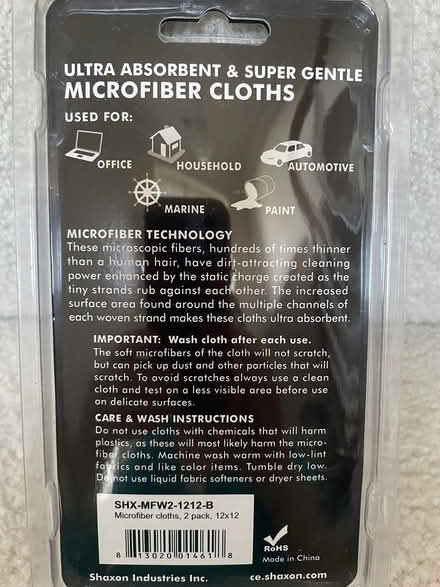 ULTRA ABSORBENT & SUPER GENTLE
MICROFIBER CLOTHS
USED FOR:
OFFICE
HOUSEHOLD
AUTOMOTIVE
MARINE
PAINT
MICROFIBER TECHNOLOGY
These microscopic fibers, hundreds of times thinner
than a human hair, have dirt-attracting cleaning
power enhanced by the static charge created as the
tiny strands rub against each other. The increased
surface area found around the multiple channels of
each woven strand makes these cloths ultra absorbent.
IMPORTANT: Wash cloth after each use.
The soft microfibers of the cloth will not scratch,
but can pick up dust and other particles that will
scratch. To avoid scratches always use a clean
cloth and test on a less visible area before use
on delicate surfaces.
CARE & WASH INSTRUCTIONS
Do not use cloths with chemicals that will harm
plastics, as these will most likely harm the micro-
fiber cloths. Machine wash warm with low-lint
fabrics and like color items. Tumble dry low.
Do not use liquid fabric softeners or dryer sheets.
SHX-MFW2-1212-B
Microfiber cloths, 2 pack, 12x12
8 13020 01461 8
RoHS
Made in China
Shaxon Industries Inc.
ce.shaxon.com